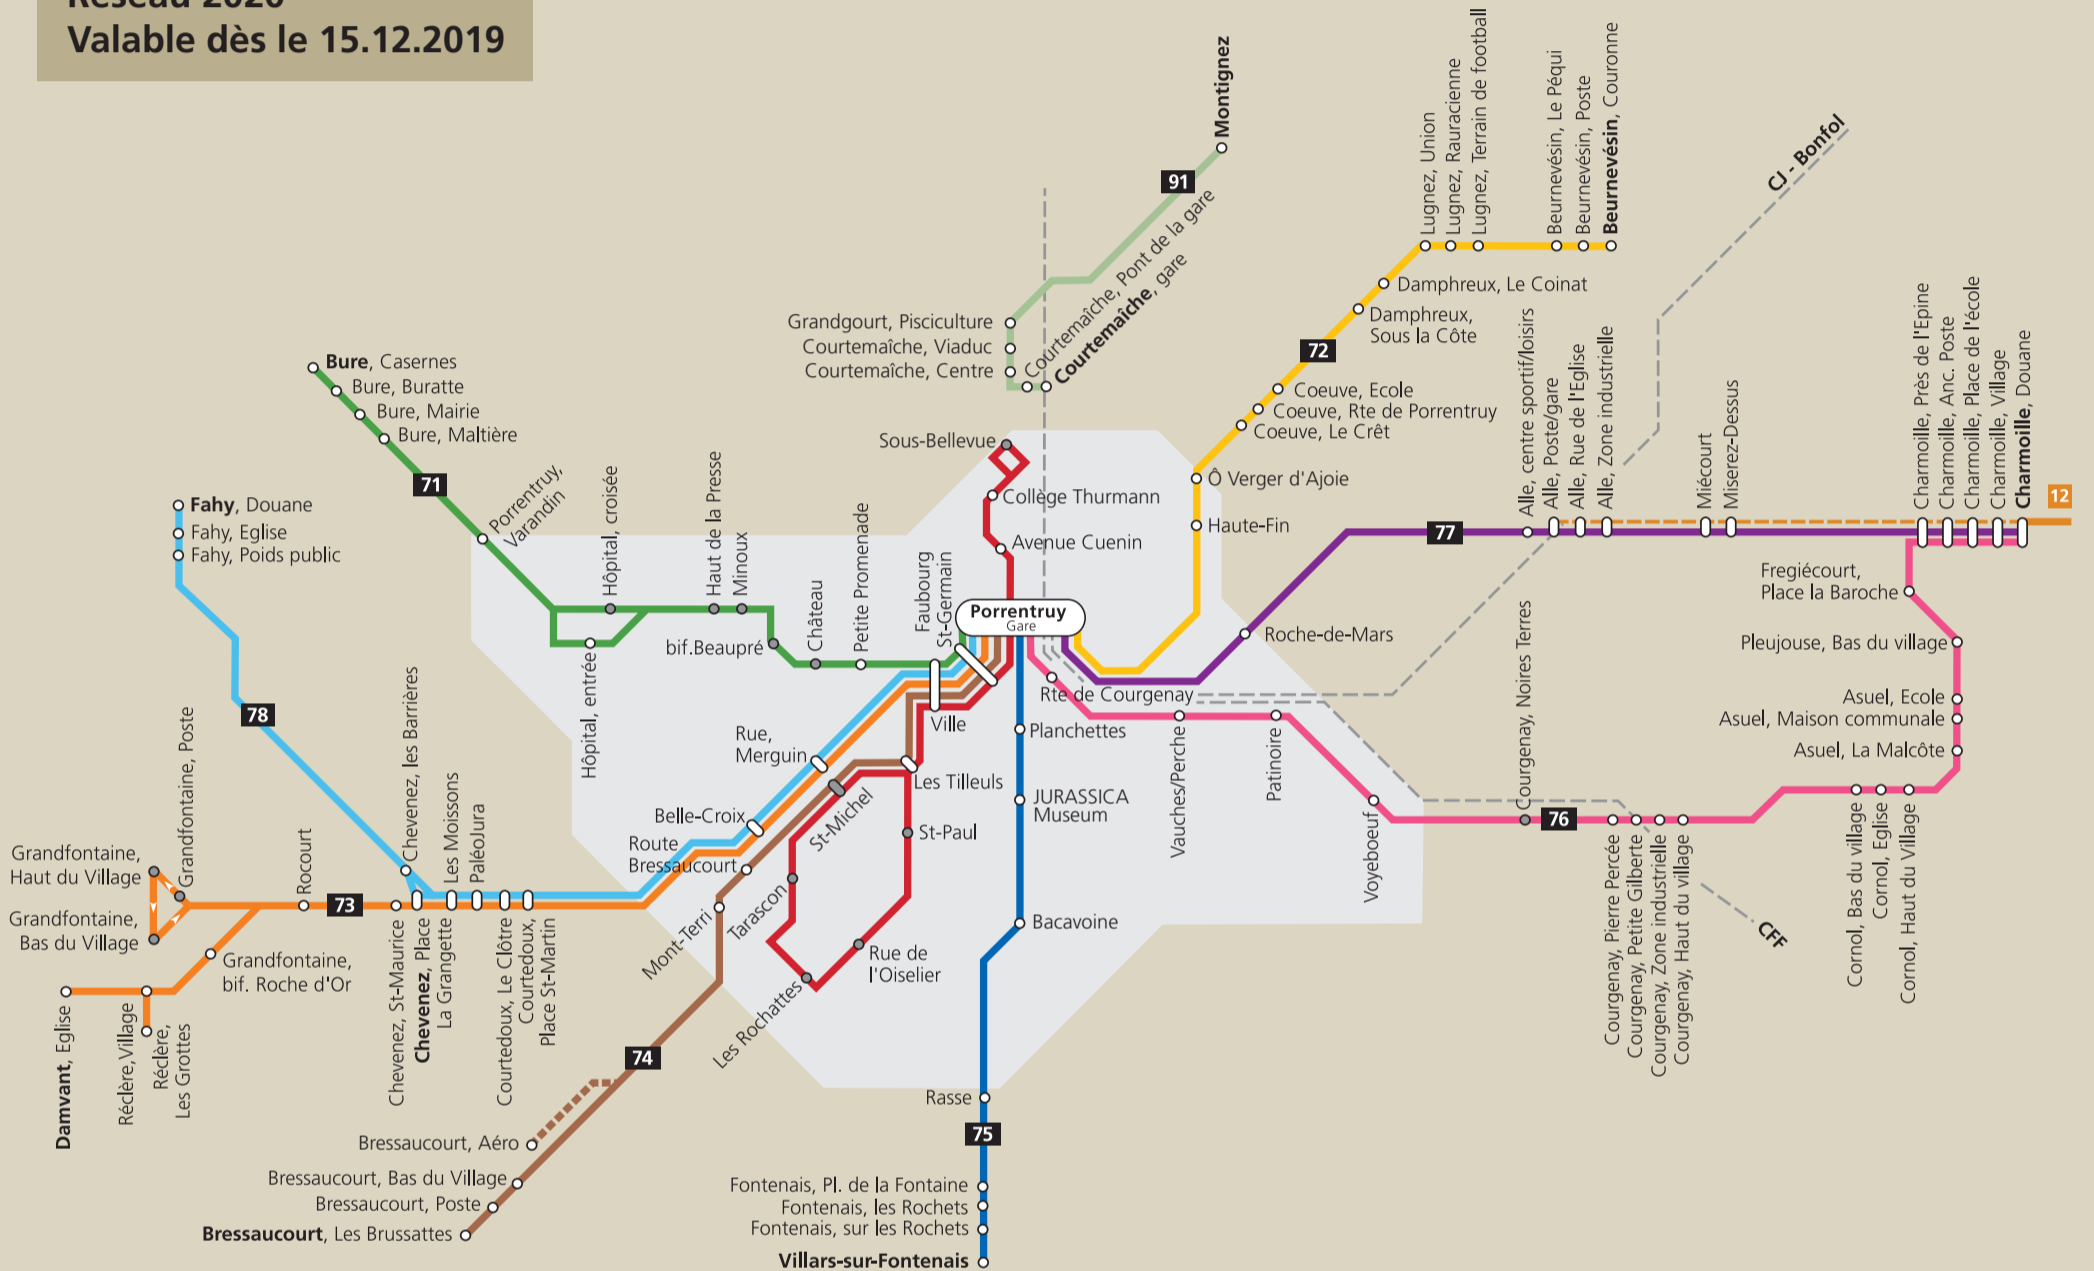 Réseau 2020
Valable dès le 15.12.2019
Montignez
91
Courtemaîche, Pont de la gare
Courtemaîche, gare
Grandgourt, Pisciculture
Courtemaîche, Viaduc
Courtemaîche, Centre
Lugnez, Union
Lugnez, Rauracienne
Lugnez, Terrain de football
Beurnevésin, Le Péqui
Beurnevésin, Poste
Beurnevésin, Couronne
Damphreux, Le Coinat
Damphreux,
Sous la Côte
72
Coeuve, Ecole
Coeuve, Rte de Porrentruy
Coeuve, Le Crêt
Ô Verger d'Ajoie
Haute-Fin
CJ - Bonfol
Bure, Casernes
Bure, Buratte
Bure, Mairie
Bure, Maltière
71
Porrentruy,
Varandin
Hôpital, croisée
Hôpital, entrée
Haut de la Presse
Minoux
bif.Beaupré
Château
Petite Promenade
Faubourg
St-Germain
Sous-Bellevue
Collège Thurmann
Avenue Cuenin
Porrentruy
Gare
Ville
77
Roche-de-Mars
Alle, centre sportif/loisirs
Alle, Poste/gare
Alle, Rue de l'Eglise
Alle, Zone industrielle
Miécourt
Miserez-Dessus
Charmoille, Près de l'Epine
Charmoille, Anc. Poste
Charmoille, Place de l'école
Charmoille, Village
Charmoille, Douane
12
Fregiécourt,
Place la Baroche
Pleujouse, Bas du village
Asuel, Ecole
Asuel, Maison communale
Asuel, La Malcôte
Cornol, Bas du village
Cornol, Eglise
Cornol, Haut du Village
76
Courgenay, Noires Terres
Courgenay, Pierre Percée
Courgenay, Petite Gilberte
Courgenay, Zone industrielle
Courgenay, Haut du village
CFF
Rte de Courgenay
Vauches/Perche
Patinoire
Voyeboeuf
Fahy, Douane
Fahy, Eglise
Fahy, Poids public
78
Chevenez, les Barrières
Les Moissons
PaléoJura
Rue,
Merguin
Belle-Croix
Route
Bressaucourt
Les Tilleuls
St-Michel
St-Paul
Tarascon
Mont-Terri
Rue de
l'Oiselier
Les Rochattes
Planchettes
JURASSICA
Museum
Bacavoine
Rasse
75
Fontenais, Pl. de la Fontaine
Fontenais, les Rochets
Fontenais, sur les Rochets
Villars-sur-Fontenais
Grandfontaine, Poste
Grandfontaine,
Haut du Village
Grandfontaine,
Bas du Village
Rocourt
73
Grandfontaine,
bif. Roche d'Or
Damvant, Eglise
Réclère, Village
Réclère,
Les Grottes
Chevenez, St-Maurice
Chevenez, Place
La Grangette
Courtedoux, Le Clôtre
Courtedoux,
Place St-Martin
74
Bressaucourt, Aéro
Bressaucourt, Bas du Village
Bressaucourt, Poste
Bressaucourt, Les Brussattes